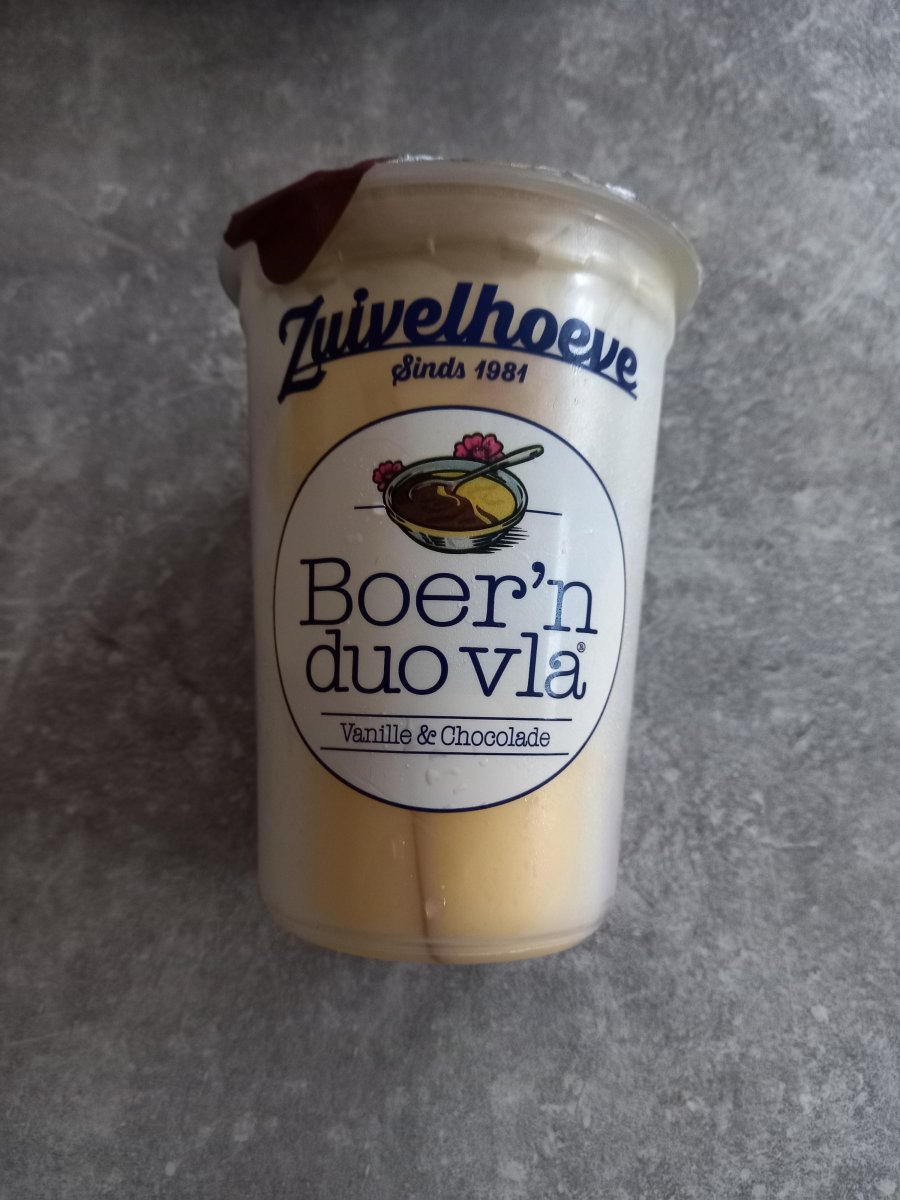 Zuivelhoeve
Sinds 1981
Boer'n
duo vla®
Vanille & Chocolade